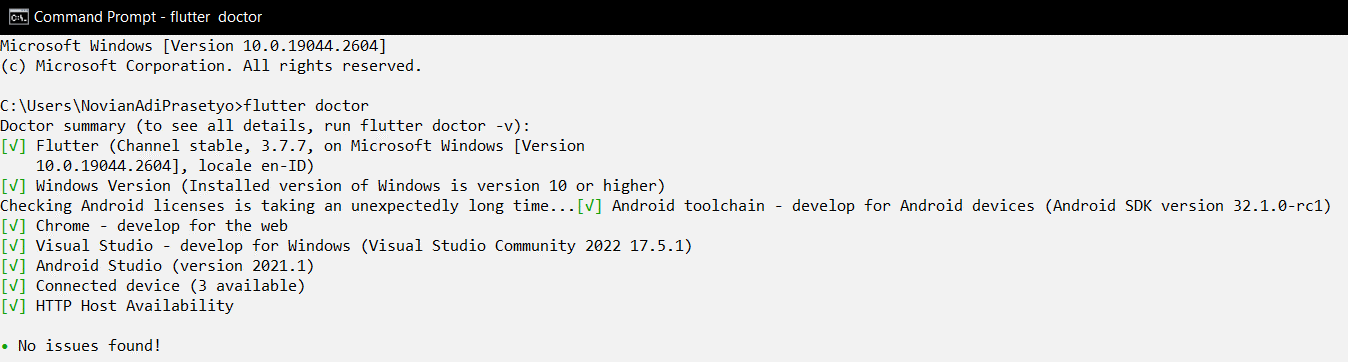 Command Prompt - flutter  doctor
Microsoft Windows [Version 10.0.19044.2604]
(c) Microsoft Corporation. All rights reserved.
C:\Users\NovianAdiPrasetyo>flutter doctor
Doctor summary (to see all details, run flutter doctor -v):
[√] Flutter (Channel stable, 3.7.7, on Microsoft Windows [Version
10.0.19044.2604], locale en-ID)
[√] Windows Version (Installed version of Windows is version 10 or higher)
Checking Android licenses is taking an unexpectedly long time...[√] Android toolchain - develop for Android devices (Android SDK version 32.1.0-rc1)
[√] Chrome - develop for the web
[√] Visual Studio - develop for Windows (Visual Studio Community 2022 17.5.1)
[√] Android Studio (version 2021.1)
[√] Connected device (3 available)
[√] HTTP Host Availability
• No issues found!